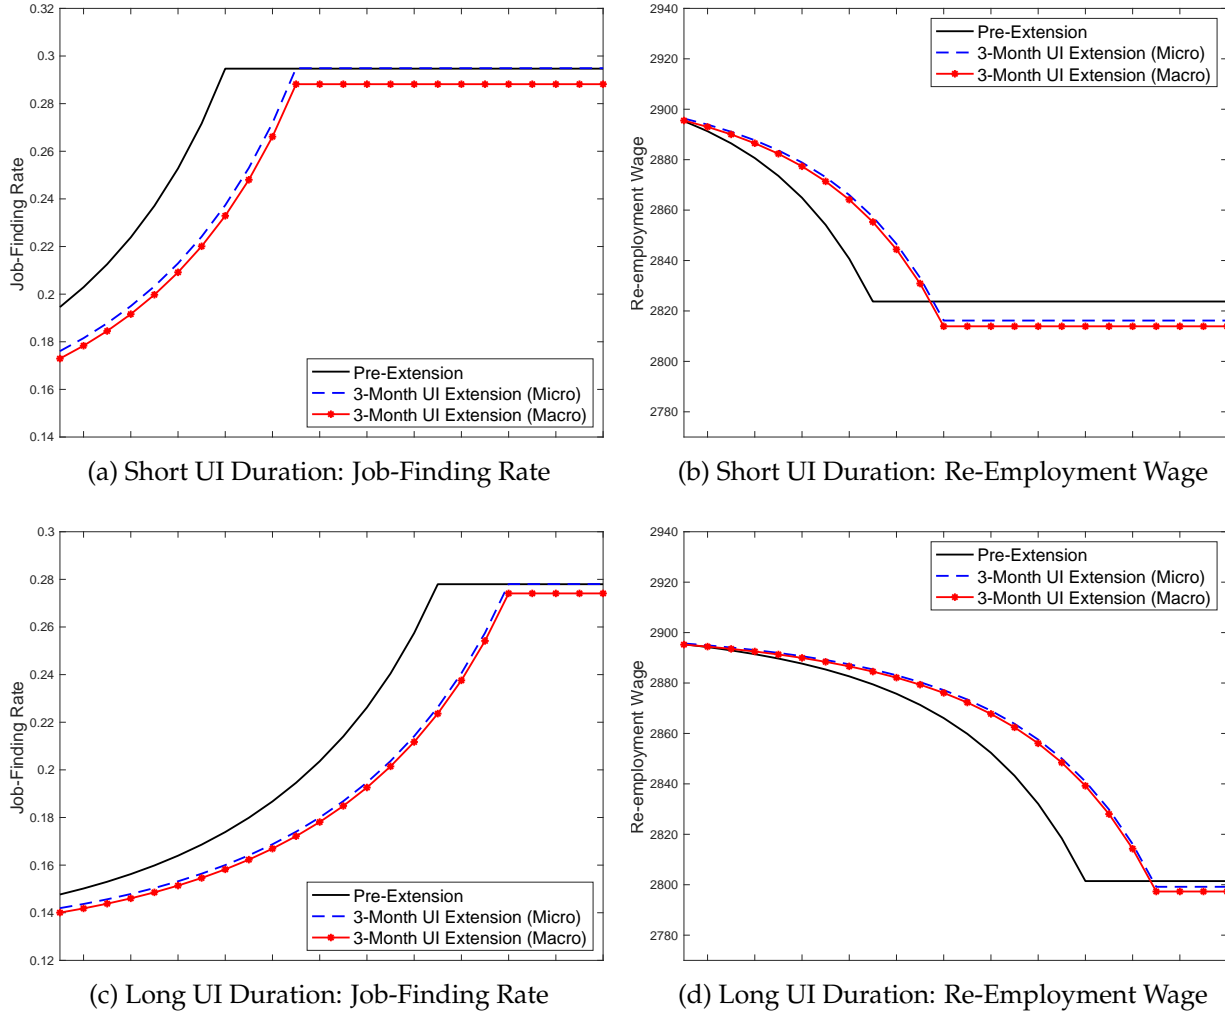 0.32
0.3
0.28
0.26
0.24
0.22
0.2
0.18
0.16
0.14
Job-Finding Rate
Pre-Extension
3-Month UI Extension (Micro)
3-Month UI Extension (Macro)
(a) Short UI Duration: Job-Finding Rate
2940
2920
2900
2880
2860
2840
2820
2800
2780
Re-employment Wage
Pre-Extension
3-Month UI Extension (Micro)
3-Month UI Extension (Macro)
(b) Short UI Duration: Re-Employment Wage
0.3
0.28
0.26
0.24
0.22
0.2
0.18
0.16
0.14
0.12
Job-Finding Rate
Pre-Extension
3-Month UI Extension (Micro)
3-Month UI Extension (Macro)
(c) Long UI Duration: Job-Finding Rate
2940
2920
2900
2880
2860
2840
2820
2800
2780
Re-employment Wage
Pre-Extension
3-Month UI Extension (Micro)
3-Month UI Extension (Macro)
(d) Long UI Duration: Re-Employment Wage